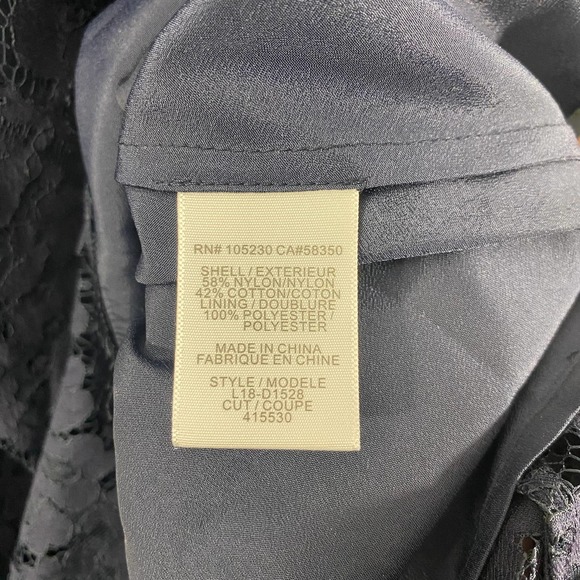 RN# 105230 CA#58350
SHELL / EXTERIEUR
58% NYLON/NYLON
42% COTTON/COTON
LINING / DOUBLURE
100% POLYESTER /
POLYESTER
MADE IN CHINA
FABRIQUE EN CHINE
STYLE / MODELE
L18-D1528
CUT / COUPE
415530